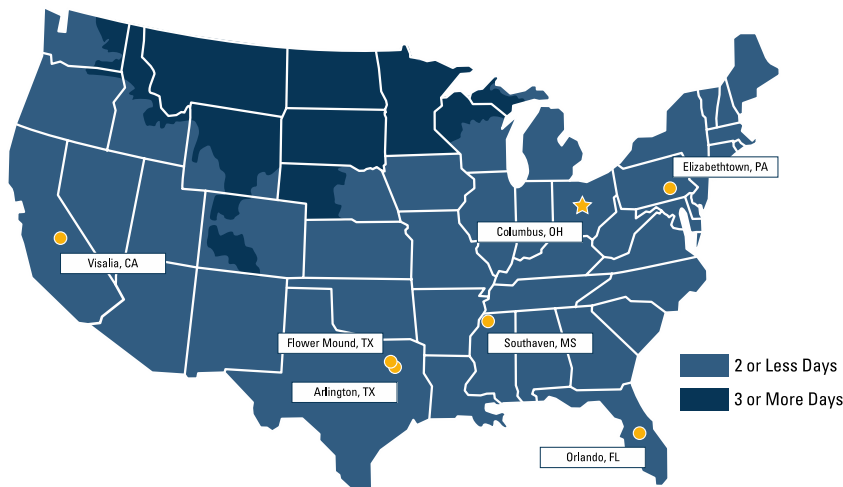 Elizabethtown, PA
Columbus, OH
Visalia, CA
Flower Mound, TX
Southaven, MS
2 or Less Days
Arlington, TX
3 or More Days
Orlando, FL